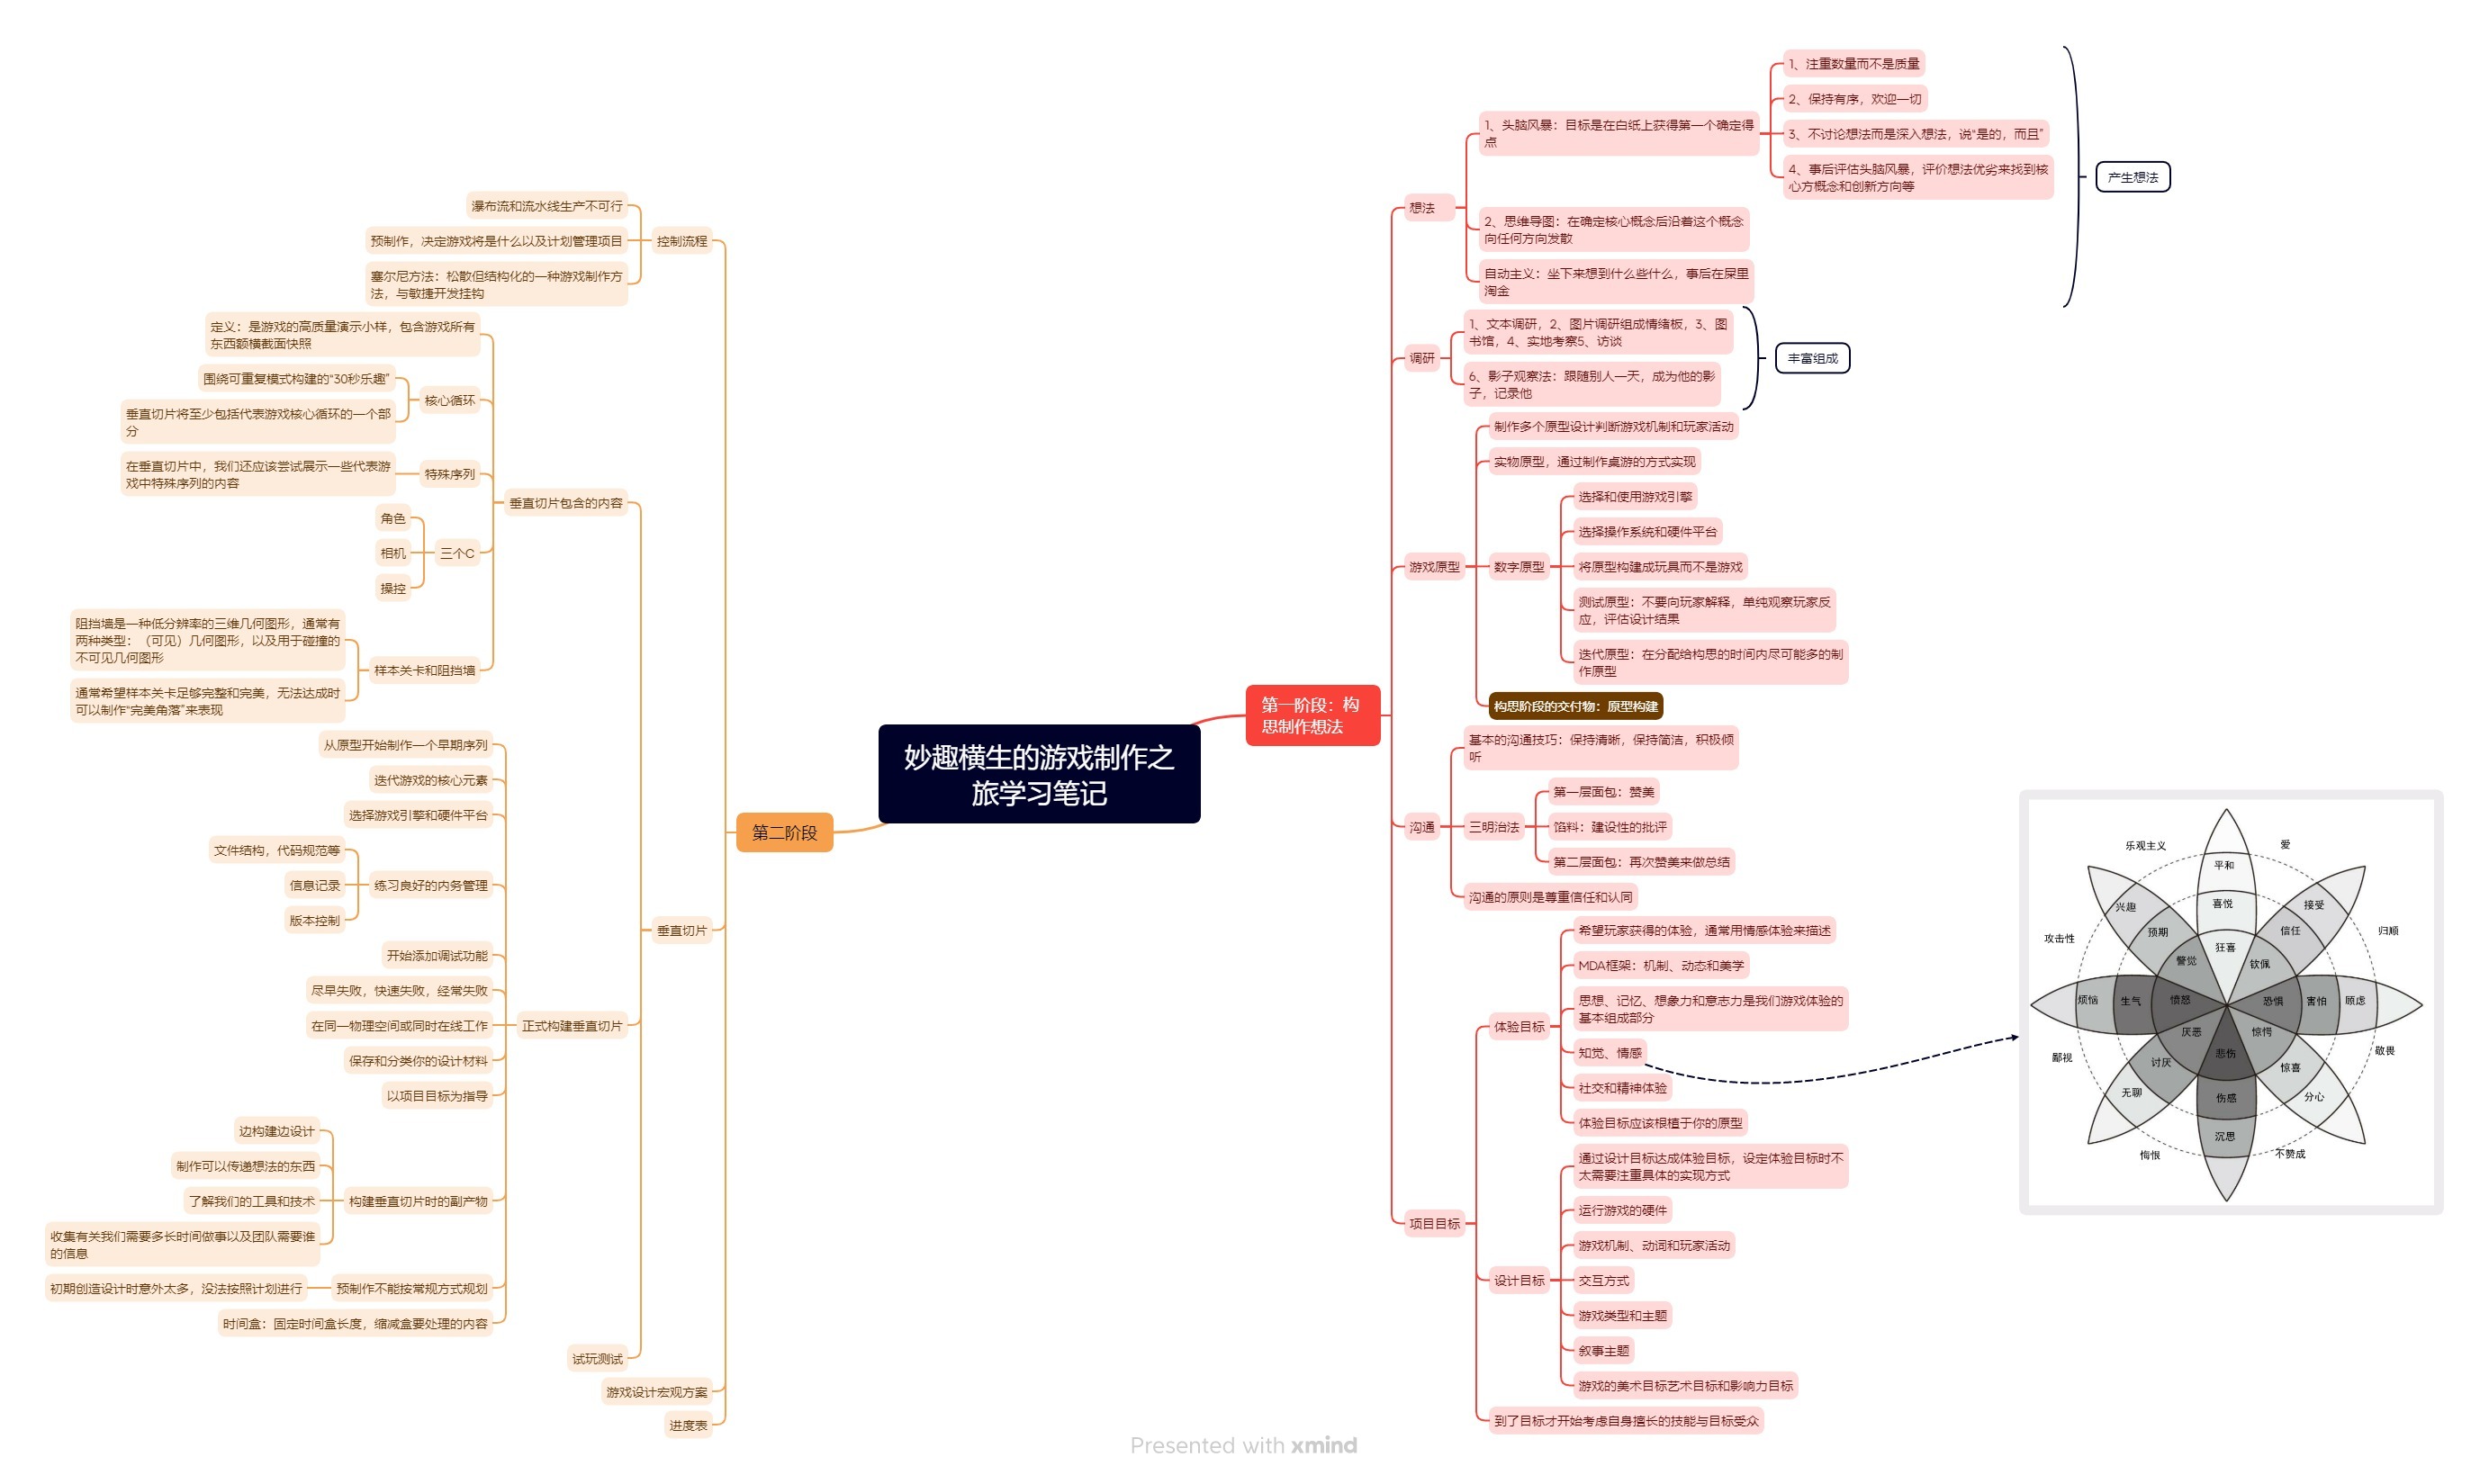 妙趣横生的游戏制作之
旅学习笔记
第一阶段：构
思制作想法
想法
1、头脑风暴：目标是在白纸上获得第一个确定得
点
1、注重数量而不是质量
2、保持有序，欢迎一切
3、不讨论想法而是深入想法，说“是的，而且”
4、事后评估头脑风暴，评价想法优劣来找到核
心方概念和创新方向等
2、思维导图：在确定核心概念后沿着这个概念
向任何方向发散
自动主义：坐下来想到什么些什么，事后在屎里
淘金
产生想法
调研
1、文本调研，2、图片调研组成情绪板，3、图
书馆，4、实地考察5、访谈
6、影子观察法：跟随别人一天，成为他的影
子，记录他
丰富组成
游戏原型
制作多个原型设计判断游戏机制和玩家活动
实物原型，通过制作桌游的方式实现
数字原型
选择和使用游戏引擎
选择操作系统和硬件平台
将原型构建成玩具而不是游戏
测试原型：不要向玩家解释，单纯观察玩家反
应，评估设计结果
迭代原型：在分配给构思的时间内尽可能多的制
作原型
构思阶段的交付物：原型构建
沟通
基本的沟通技巧：保持清晰，保持简洁，积极倾
听
三明治法
第一层面包：赞美
馅料：建设性的批评
第二层面包：再次赞美来做总结
沟通的原则是尊重信任和认同
项目目标
体验目标
希望玩家获得的体验，通常用情感体验来描述
MDA框架：机制、动态和美学
思想、记忆、想象力和意志力是我们游戏体验的
基本组成部分
知觉、情感
社交和精神体验
体验目标应该根植于你的原型
设计目标
通过设计目标达成体验目标，设定体验目标时不
太需要注重具体的实现方式
运行游戏的硬件
游戏机制、动词和玩家活动
交互方式
游戏类型和主题
叙事主题
游戏的美术目标艺术目标和影响力目标
到了目标才开始考虑自身擅长的技能与目标受众
乐观主义
爱
平和
兴趣
喜悦
接受
攻击性
预期
信任
归顺
狂喜
警觉
钦佩
烦恼
生气
愤怒
恐惧
害怕
顾虑
厌恶
惊愕
鄙视
讨厌
悲伤
惊喜
敬畏
无聊
伤感
分心
沉思
悔恨
不赞成
第二阶段
控制流程
瀑布流和流水线生产不可行
预制作，决定游戏将是什么以及计划管理项目
塞尔尼方法：松散但结构化的一种游戏制作方
法，与敏捷开发挂钩
垂直切片
垂直切片包含的内容
定义：是游戏的高质量演示小样，包含游戏所有
东西额横截面快照
核心循环
围绕可重复模式构建的“30秒乐趣”
垂直切片将至少包括代表游戏核心循环的一个部
分
特殊序列
在垂直切片中，我们还应该尝试展示一些代表游
戏中特殊序列的内容
三个C
角色
相机
操控
样本关卡和阻挡墙
阻挡墙是一种低分辨率的三维几何图形，通常有
两种类型：（可见）几何图形，以及用于碰撞的
不可见几何图形
通常希望样本关卡足够完整和完美，无法达成时
可以制作“完美角落”来表现
正式构建垂直切片
从原型开始制作一个早期序列
迭代游戏的核心元素
选择游戏引擎和硬件平台
练习良好的内务管理
文件结构，代码规范等
信息记录
版本控制
开始添加调试功能
尽早失败，快速失败，经常失败
在同一物理空间或同时在线工作
保存和分类你的设计材料
以项目目标为指导
构建垂直切片时的副产物
边构建边设计
制作可以传递想法的东西
了解我们的工具和技术
收集有关我们需要多长时间做事以及团队需要谁
的信息
预制作不能按常规方式规划
初期创造设计时意外太多，没法按照计划进行
时间盒：固定时间盒长度，缩减盒要处理的内容
试玩测试
游戏设计宏观方案
进度表
Presented with xmind